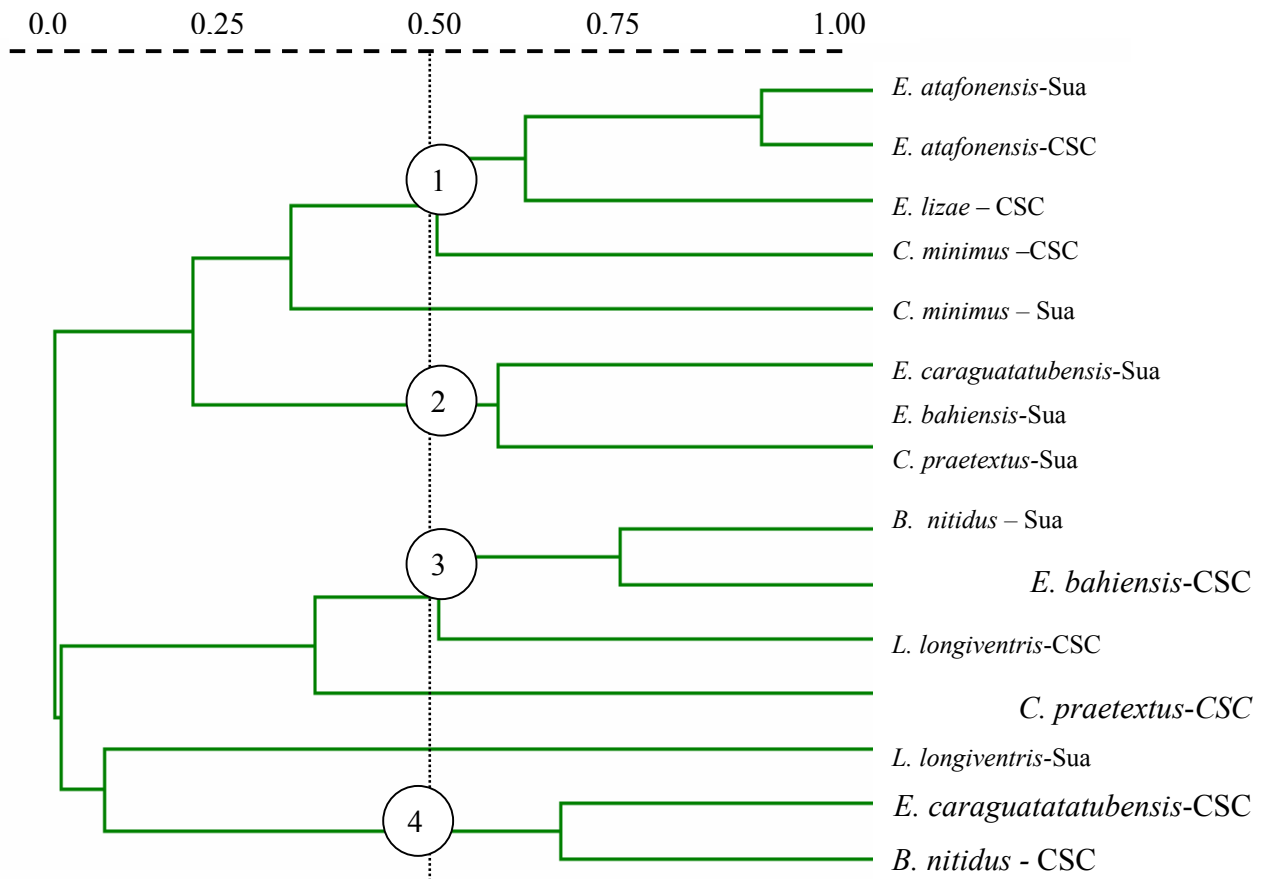 0.0 0.25 0.50 0.75 1.00
E. atafonensis-Sua
E. atafonensis-CSC
1
E. lizae – CSC
C. minimus –CSC
C. minimus – Sua
E. caraguatatubensis-Sua
2
E. bahiensis-Sua
C. praetextus-Sua
B. nitidus – Sua
3
E. bahiensis-CSC
L. longiventris-CSC
C. praetextus-CSC
L. longiventris-Sua
E. caraguatatatubensis-CSC
4
B. nitidus - CSC